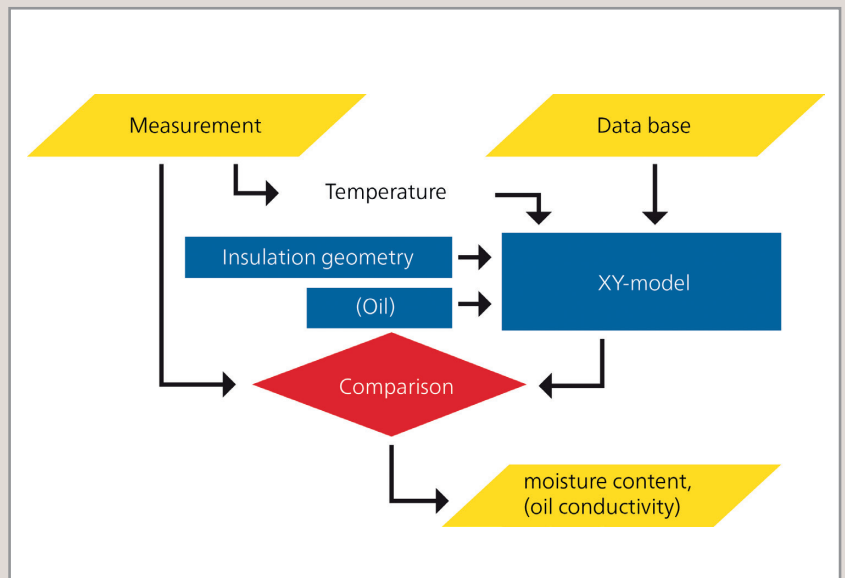 Measurement
Data base
Temperature
Insulation geometry
XY-model
(Oil)
Comparison
moisture content,
(oil conductivity)